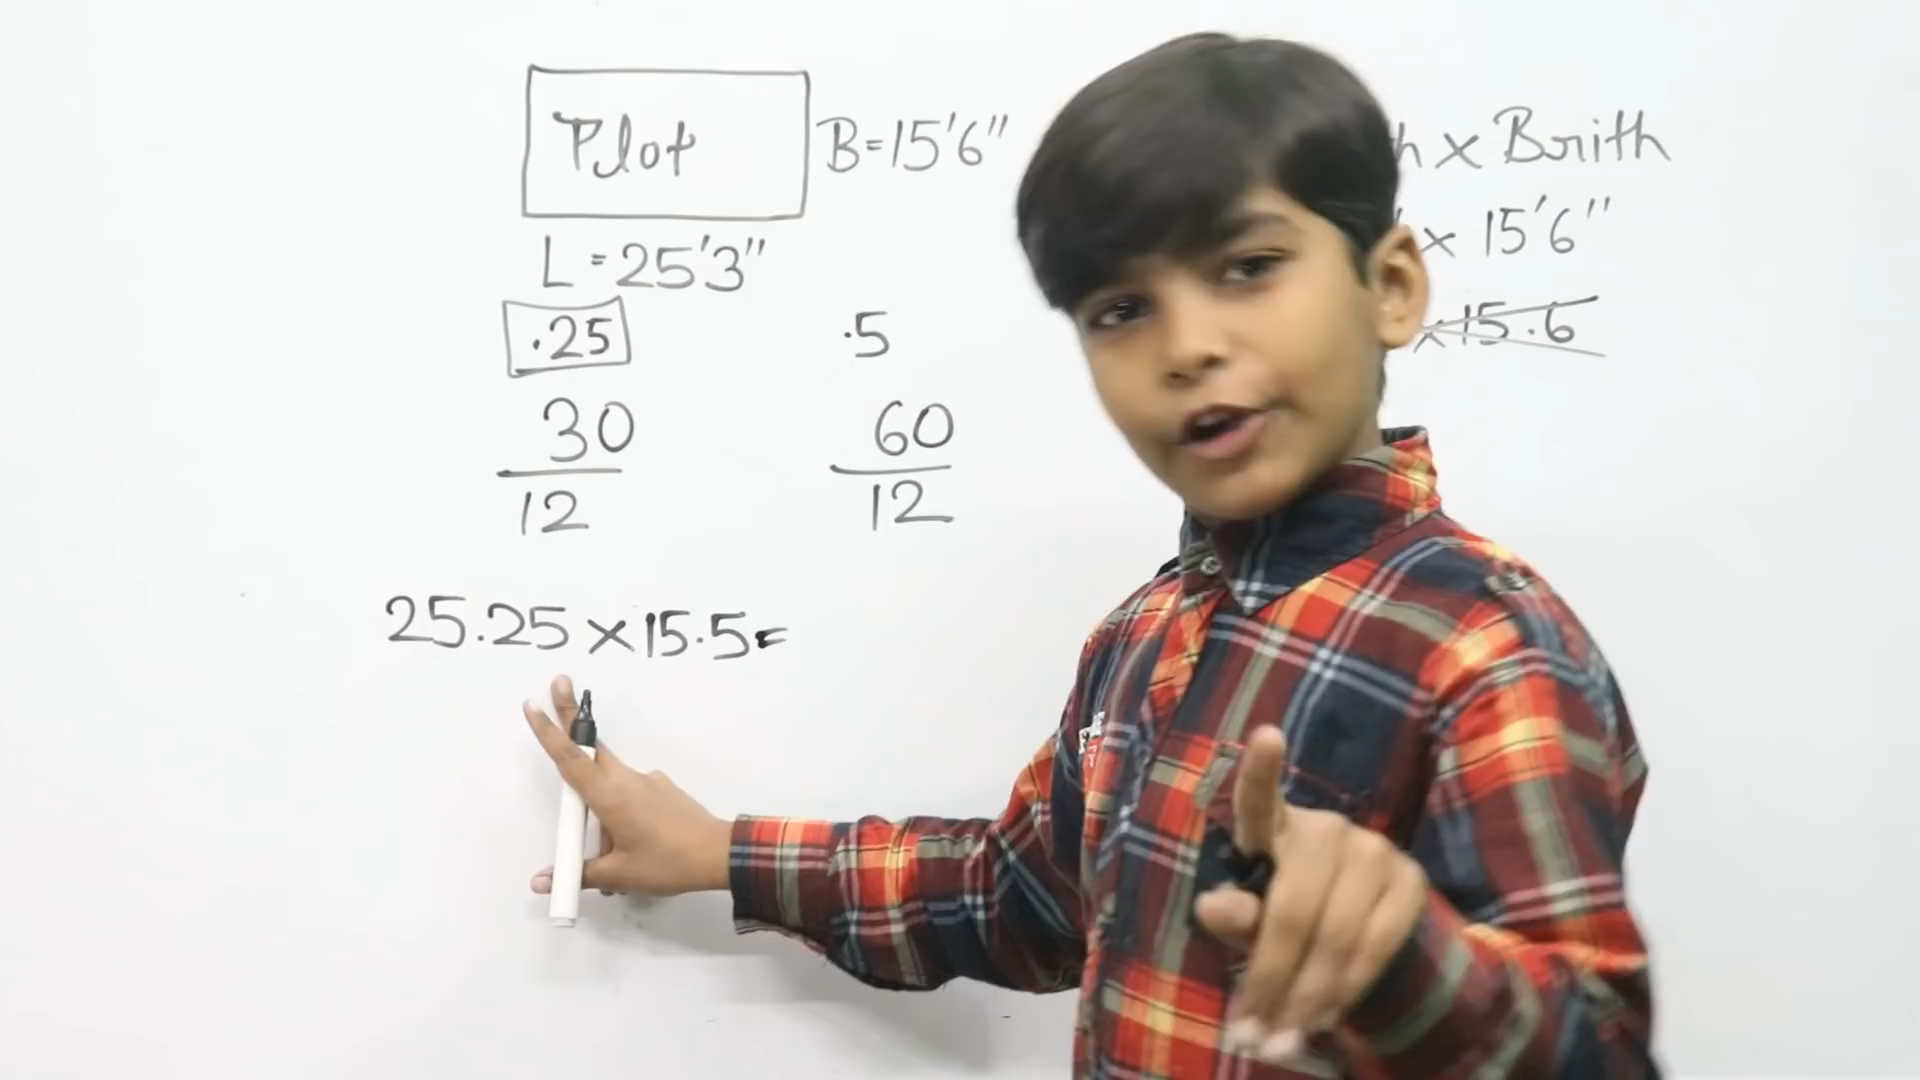 Plot
B=15'6"
L=25'3"
.25
30
12
.5
60
12
25.25×15.5=
h×Brith
× 15'6"
×15.6